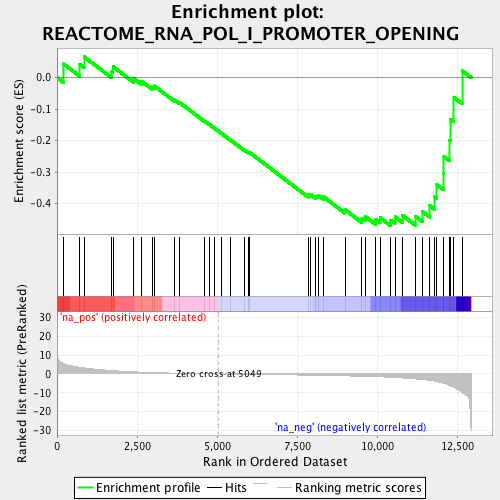 Enrichment plot:
REACTOME_RNA_POL_I_PROMOTER_OPENING
Enrichment score (ES)
0.0
-0.1
-0.2
-0.3
-0.4
'na_pos' (positively correlated)
Ranked list metric (PreRanked)
30
20
10
0
-10
-20
-30
Zero cross at 5049
'na_neg' (negatively correlated)
0
2,500
5,000
7,500
10,000
12,500
Rank in Ordered Dataset
Enrichment profile
Hits
Ranking metric scores